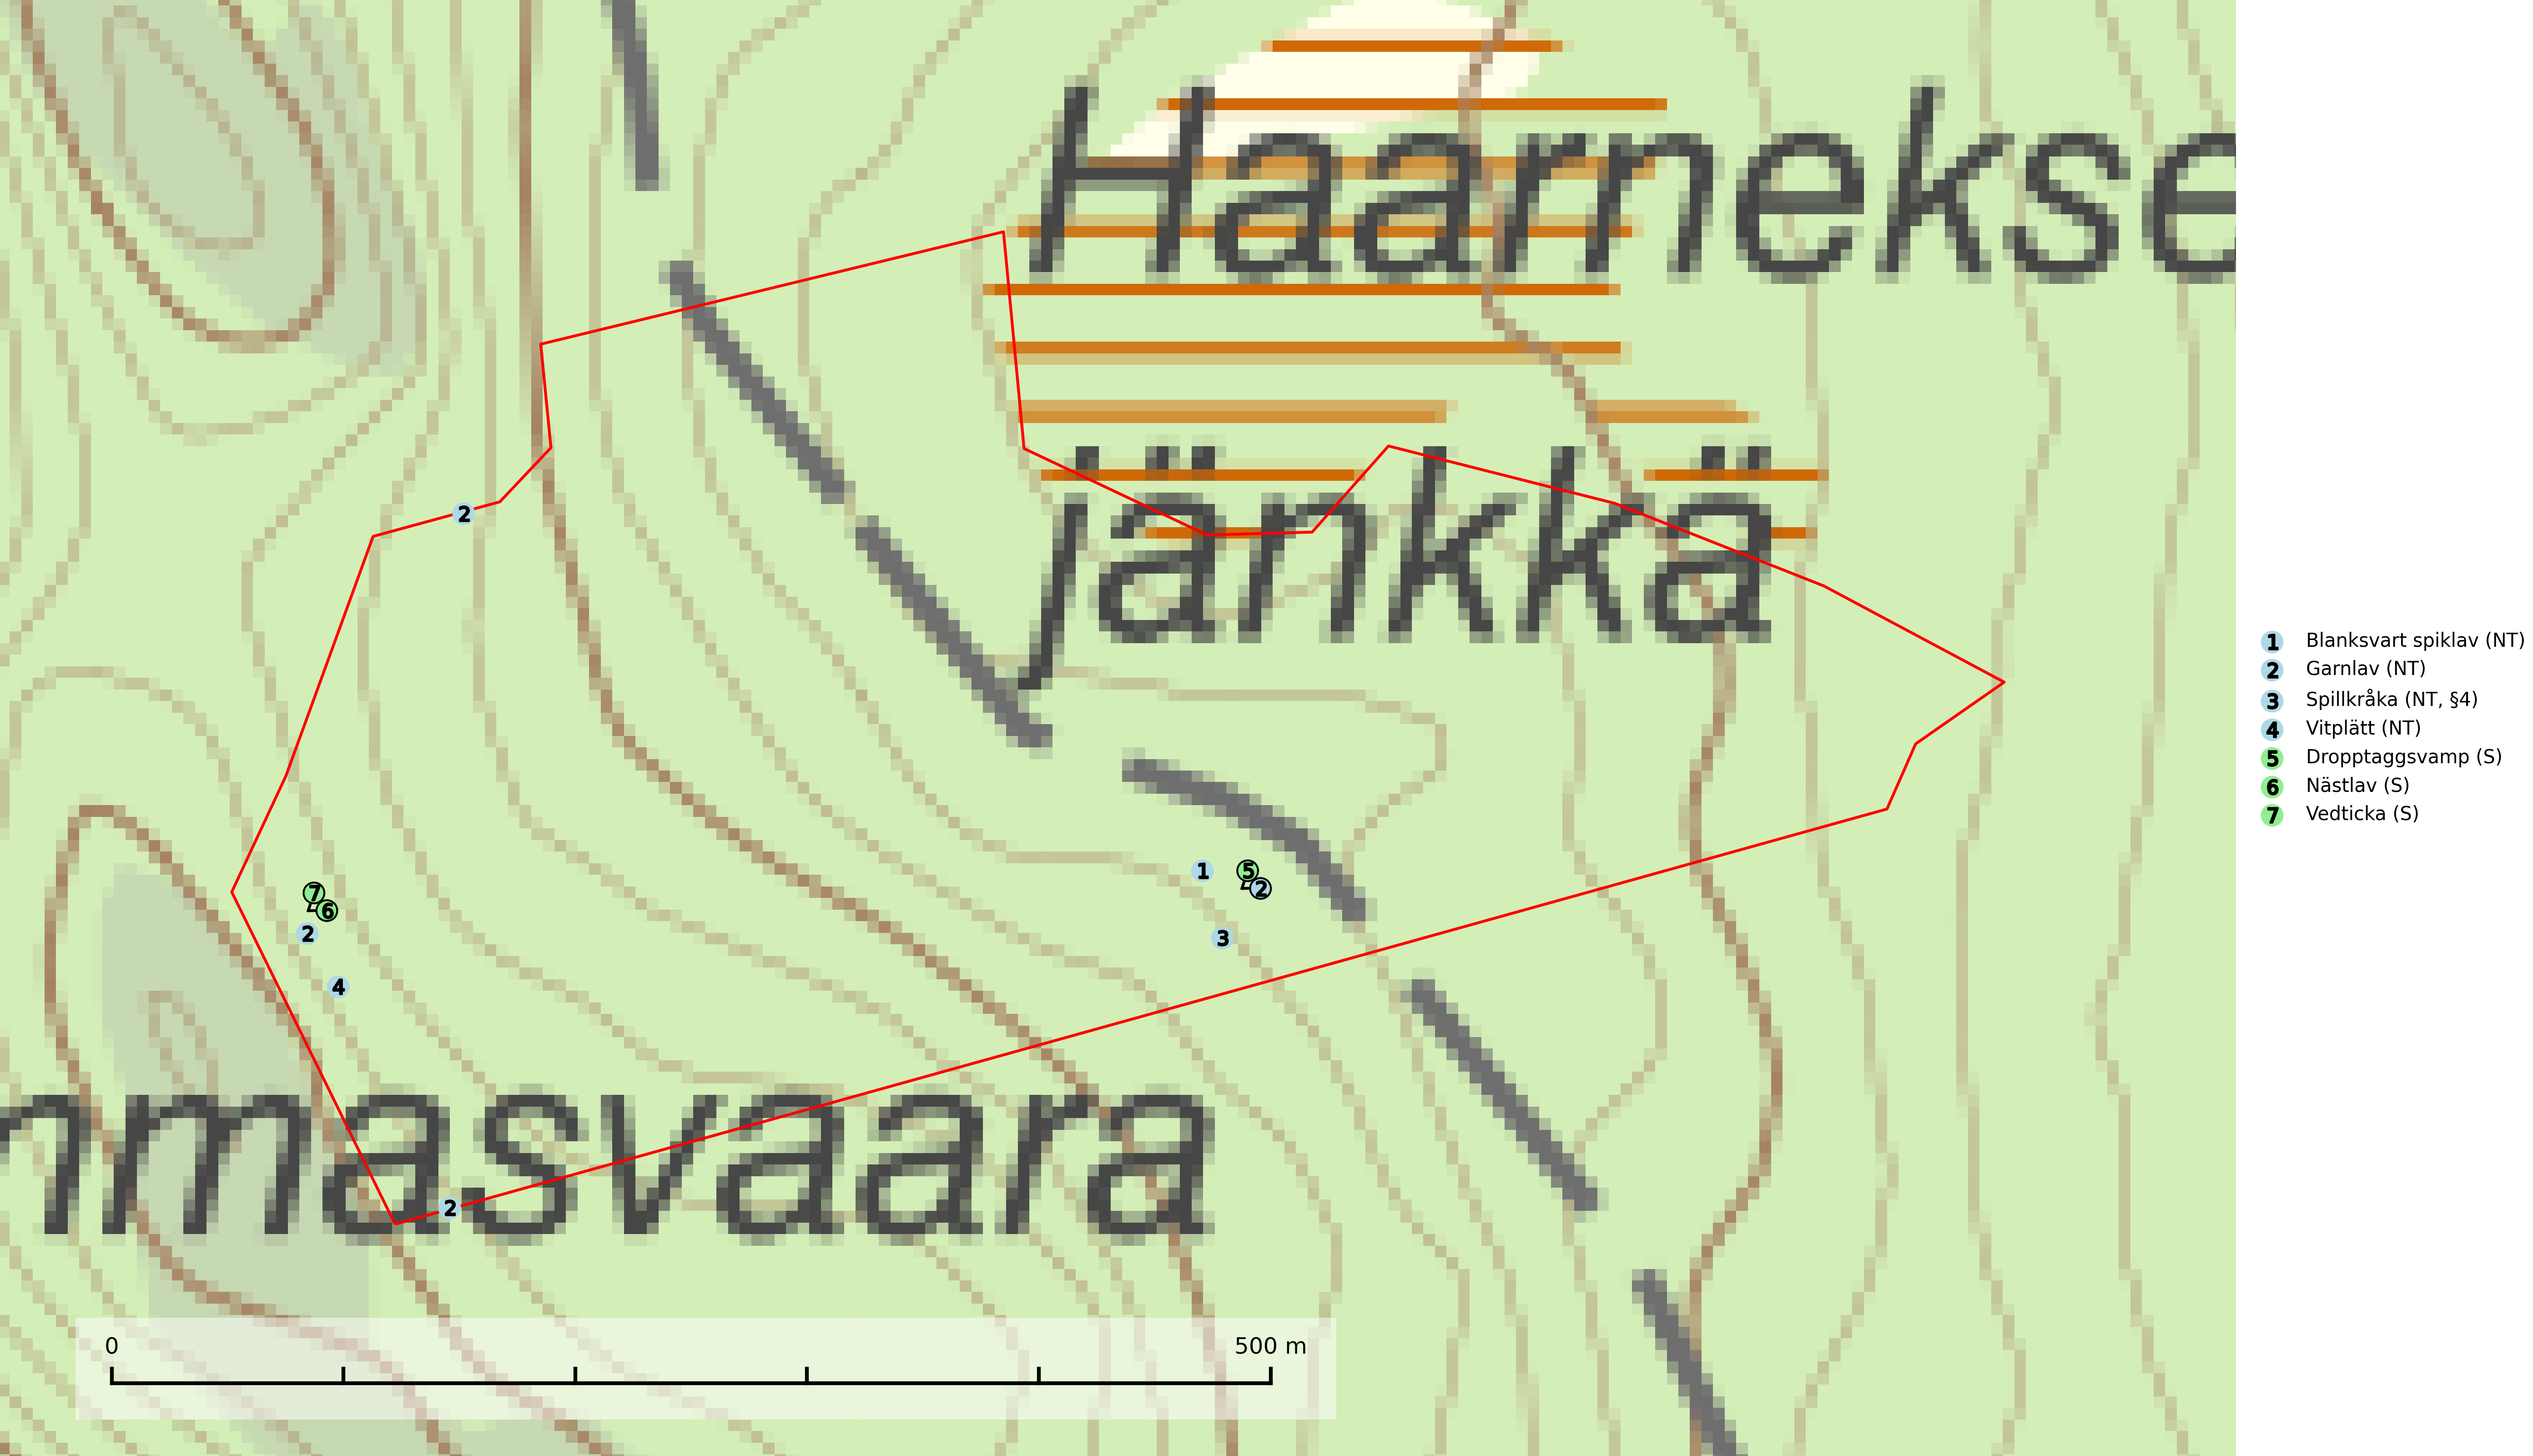 Haarnekse
jänkkä
2
1 Blanksvart spiklav (NT)
2 Garnlav (NT)
3 Spillkråka (NT, §4)
4 Vitplätt (NT)
5 Dropptaggsvamp (S)
6 Nästlav (S)
7 Vedticka (S)
7
6
2
4
1
5
2
3
masvaara
2
0 500 m